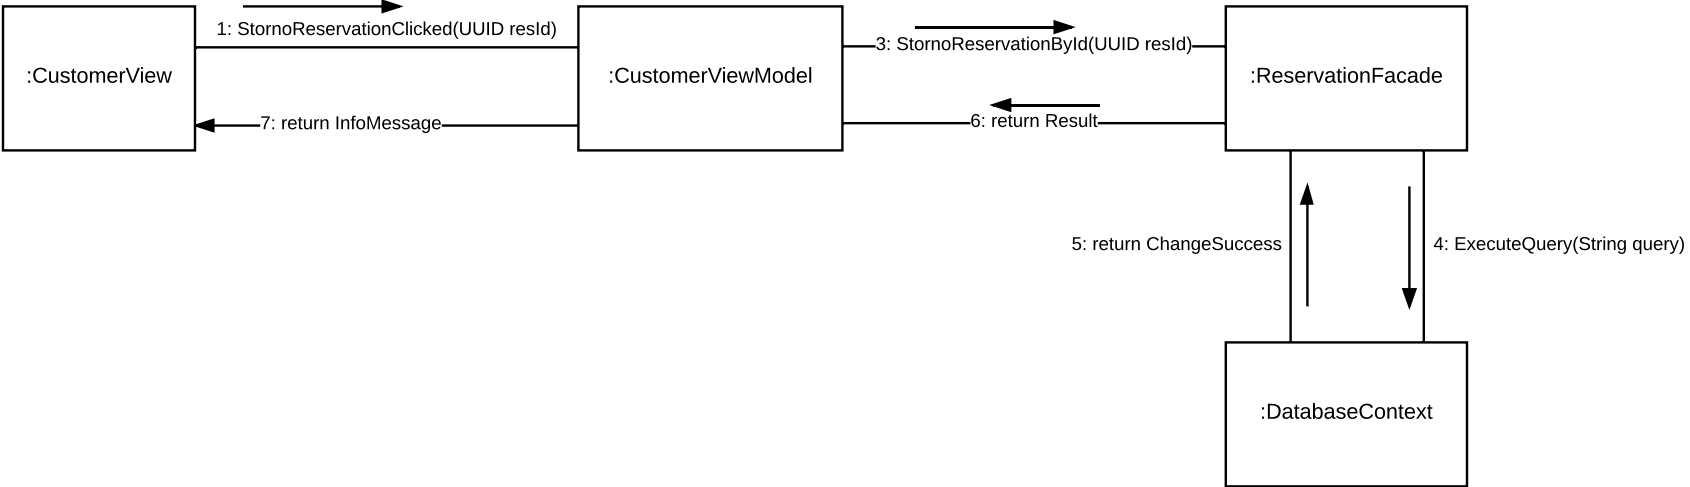 1: StornoReservationClicked(UUID resId)
3: StornoReservationById(UUID resId)
:CustomerView
:CustomerViewModel
:ReservationFacade
7: return InfoMessage
6: return Result
5: return ChangeSuccess
4: ExecuteQuery(String query)
:DatabaseContext